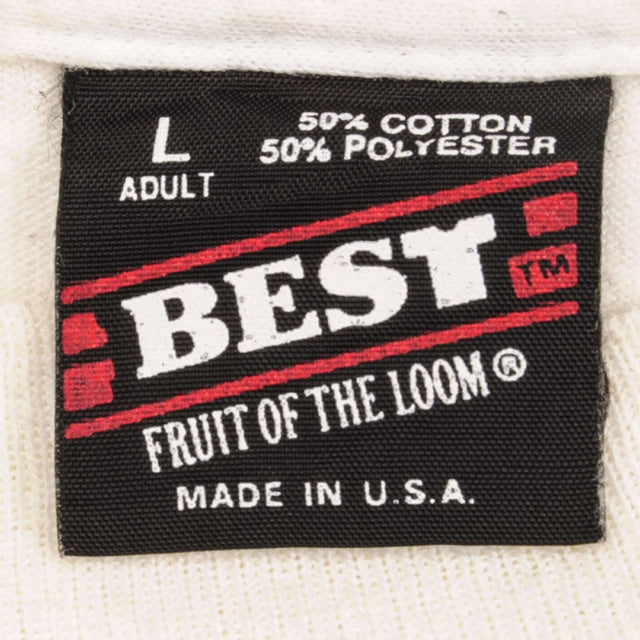 L
ADULT
50% COTTON
50% POLYESTER
BEST
TM
FRUIT OF THE LOOM®
MADE IN U.S.A.